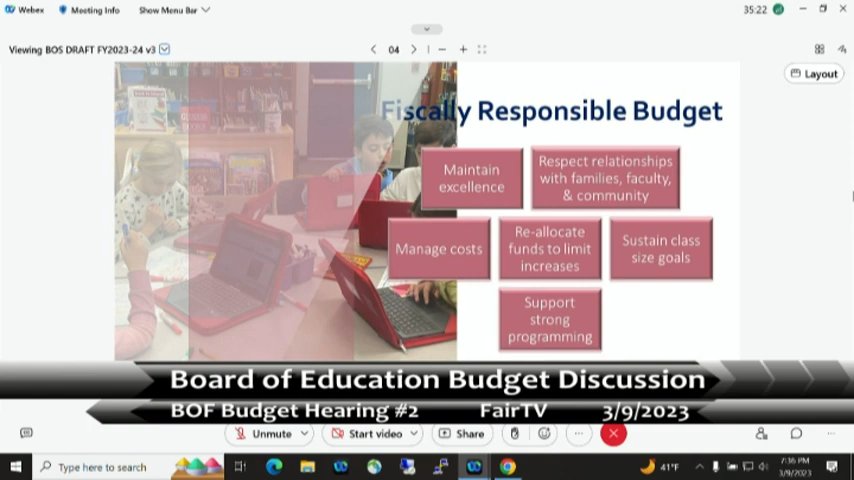 Webex
Meeting Info
Show Menu Bar
35:22
Viewing BOS DRAFT FY2023-24 v3
04
Layout
Fiscally Responsible Budget
Maintain
excellence
Respect relationships
with families, faculty,
& community
Manage costs
Re-allocate
funds to limit
increases
Sustain class
size goals
Support
strong
programming
Board of Education Budget Discussion
BOF Budget Hearing #2 FairTV 3/9/2023
Unmute
Start video
Share
Type here to search
41°F
7:36 PM
3/9/2023